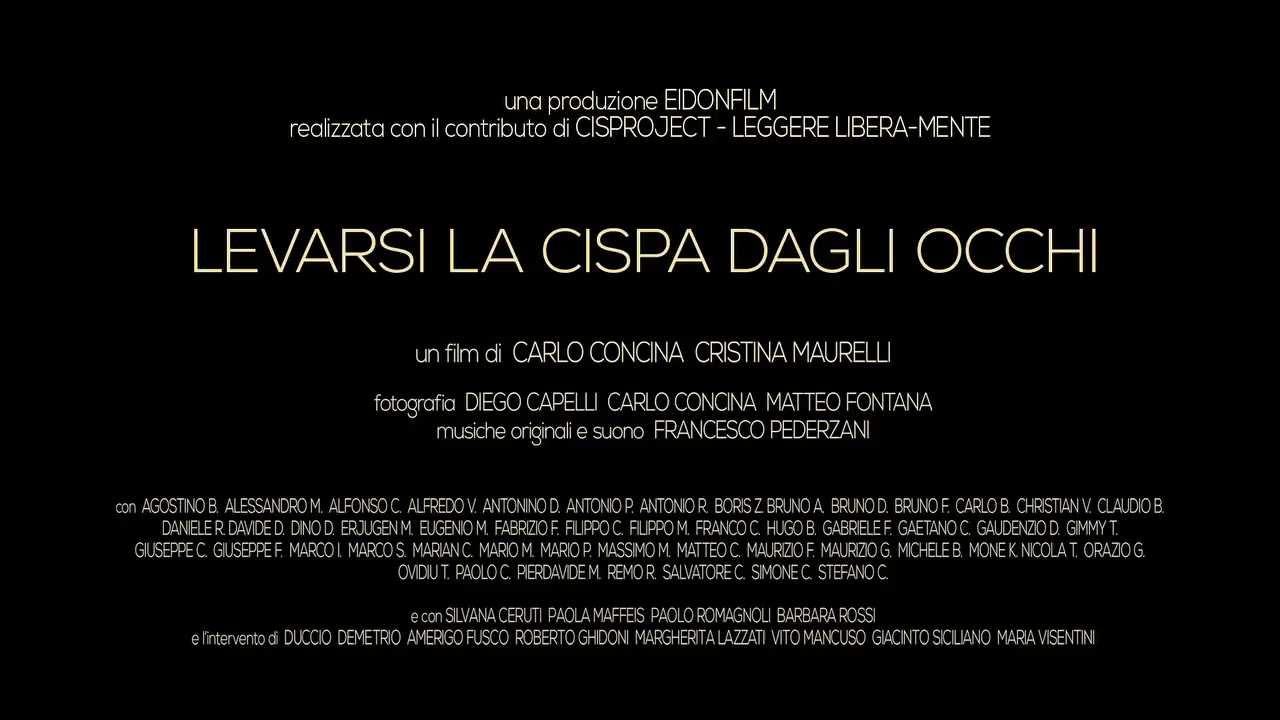 una produzione EIDONFILM
realizzata con il contributo di CISPROJECT - LEGGERE LIBERA-MENTE
LEVARSI LA CISPA DAGLI OCCHI
un film di CARLO CONCINA CRISTINA MAURELLI
fotografia DIEGO CAPELLI CARLO CONCINA MATTEO FONTANA
musiche originali e suono FRANCESCO PEDERZANI
con AGOSTINO B. ALESSANDRO M. ALFONSO C. ALFREDO V. ANTONINO D. ANTONIO P. ANTONIO R. BORIS Z. BRUNO A. BRUNO D. BRUNO F. CARLO B. CHRISTIAN V. CLAUDIO B.
DANIELE R. DAVIDE D. DINO D. ERJUGEN M. EUGENIO M. FABRIZIO F. FILIPPO C. FILIPPO M. FRANCO C. HUGO B. GABRIELE F. GAETANO C. GAUDENZIO D. GIMMY T.
GIUSEPPE C. GIUSEPPE F. MARCO I. MARCO S. MARIAN C. MARIO M. MARIO P. MASSIMO M. MATTEO C. MAURIZIO F. MAURIZIO G. MICHELE B. MONE K. NICOLA T. ORAZIO G.
OVIDIU T. PAOLO C. PIERDAVIDE M. REMO R. SALVATORE C. SIMONE C. STEFANO C.
e con SILVANA CERUTI PAOLA MAFFEIS PAOLO ROMAGNOLI BARBARA ROSSI
e l'intervento di DUCCIO DEMETRIO AMERIGO FUSCO ROBERTO GHIDONI MARGHERITA LAZZATI VITO MANCUSO GIACINTO SICILIANO MARIA VISENTINI